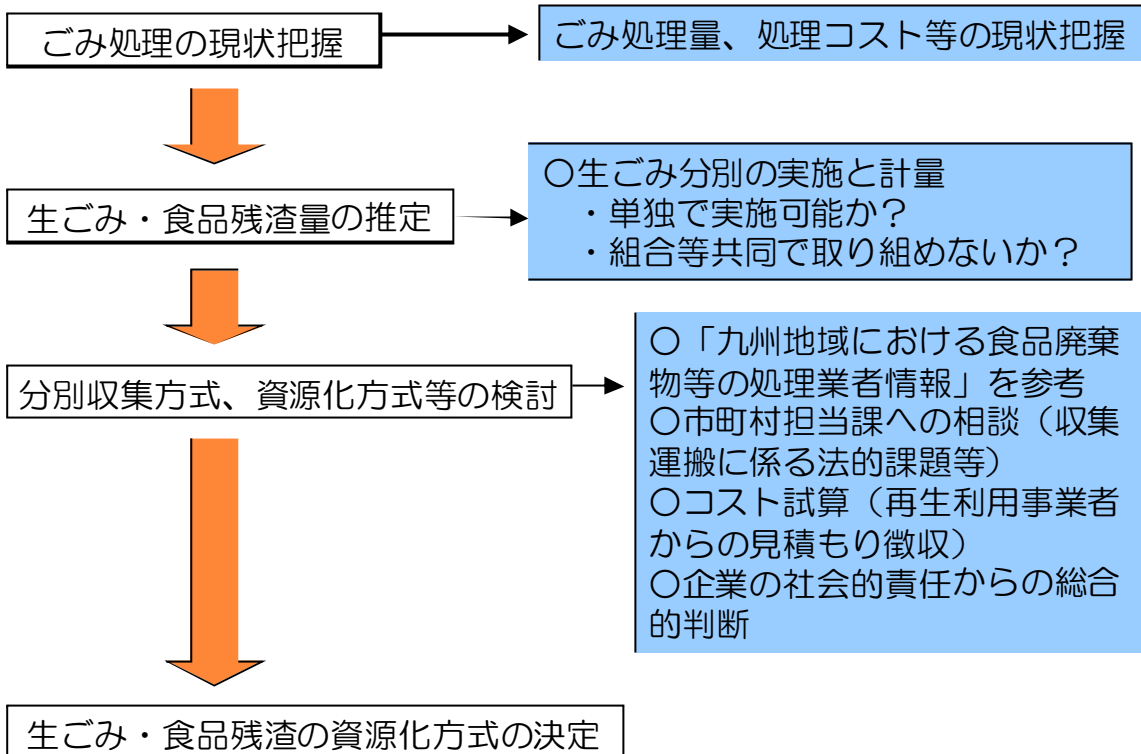 ごみ処理の現状把握
ごみ処理量、処理コスト等の現状把握
生ごみ・食品残渣量の推定
〇生ごみ分別の実施と計量
・単独で実施可能か？
・組合等共同で取り組めないか？
分別収集方式、資源化方式等の検討
〇「九州地域における食品廃棄
物等の処理業者情報」を参考
〇市町村担当課への相談（収集
運搬に係る法的課題等）
〇コスト試算（再生利用事業者
からの見積もり徴収）
〇企業の社会的責任からの総合
的判断
生ごみ・食品残渣の資源化方式の決定